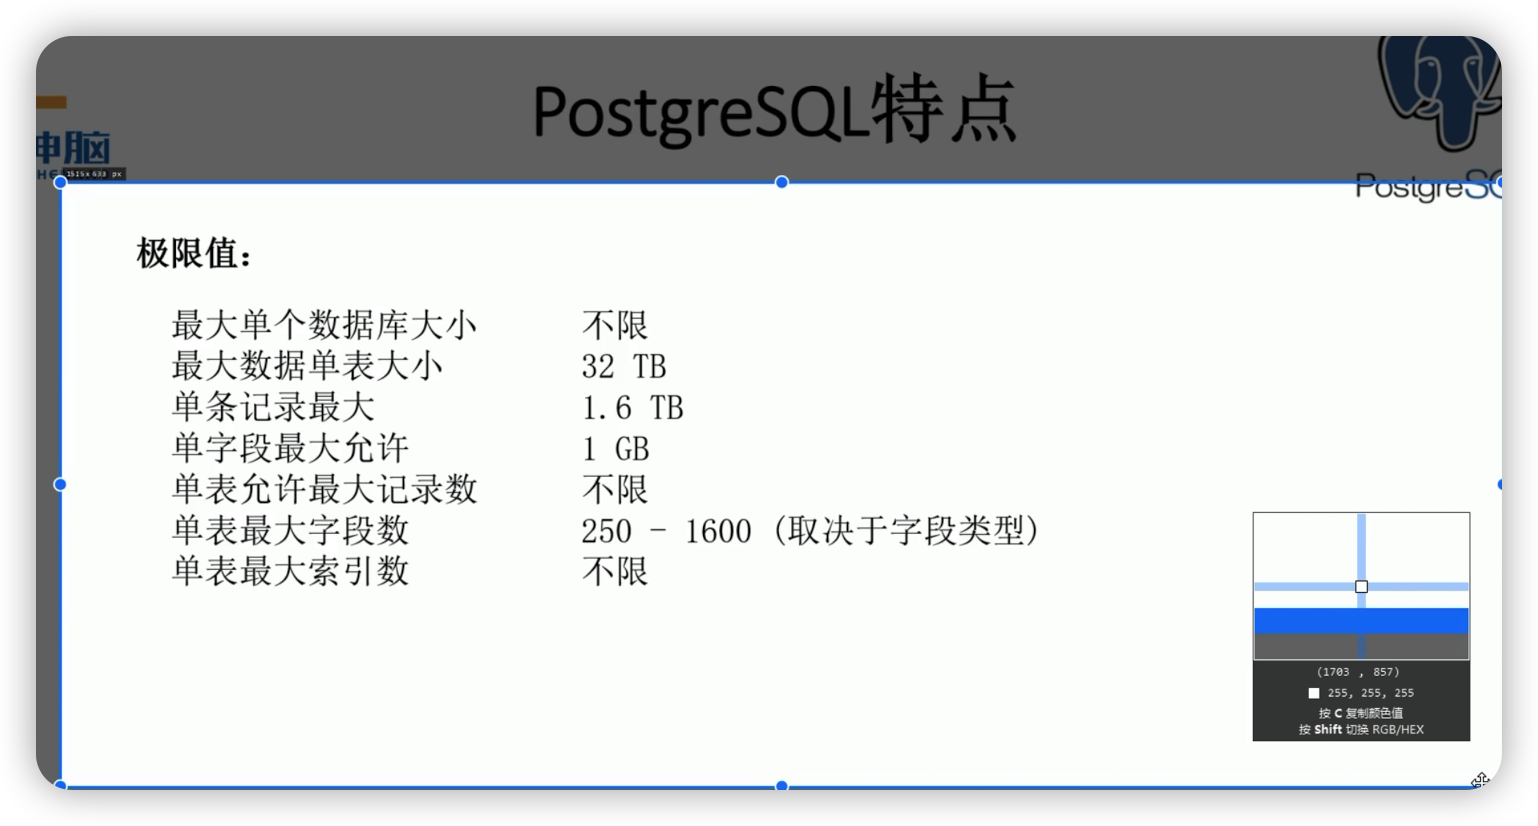 PostgreSQL特点
神脑
1515x633 px
PostgreSQ
极限值：
最大单个数据库大小 不限
最大数据单表大小 32 TB
单条记录最大 1.6 TB
单字段最大允许 1 GB
单表允许最大记录数 不限
单表最大字段数 250 - 1600 (取决于字段类型)
单表最大索引数 不限
(1703 , 857)
255, 255, 255
按 C 复制颜色值
按 Shift 切换 RGB/HEX